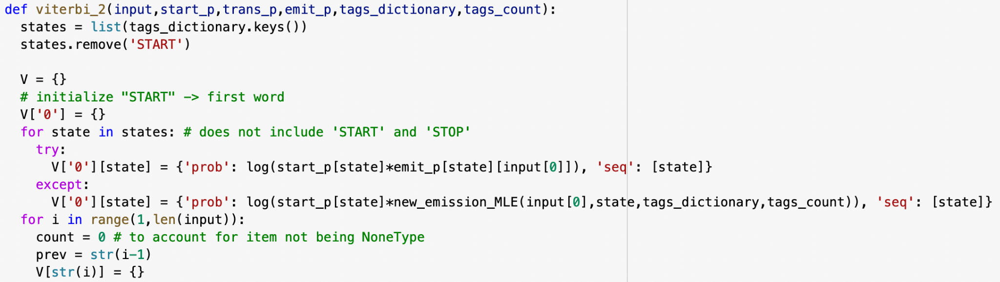 def viterbi_2(input,start_p,trans_p,emit_p,tags_dictionary,tags_count):
  states = list(tags_dictionary.keys())
  states.remove('START')

  V = {}
  # initialize "START" -> first word
  V['0'] = {}
  for state in states: # does not include 'START' and 'STOP'
    try:
      V['0'][state] = {'prob': log(start_p[state]*emit_p[state][input[0]]), 'seq': [state]}
    except:
      V['0'][state] = {'prob': log(start_p[state]*new_emission_MLE(input[0],state,tags_dictionary,tags_count)), 'seq': [state]}
  for i in range(1,len(input)):
    count = 0 # to account for item not being NoneType
    prev = str(i-1)
    V[str(i)] = {}